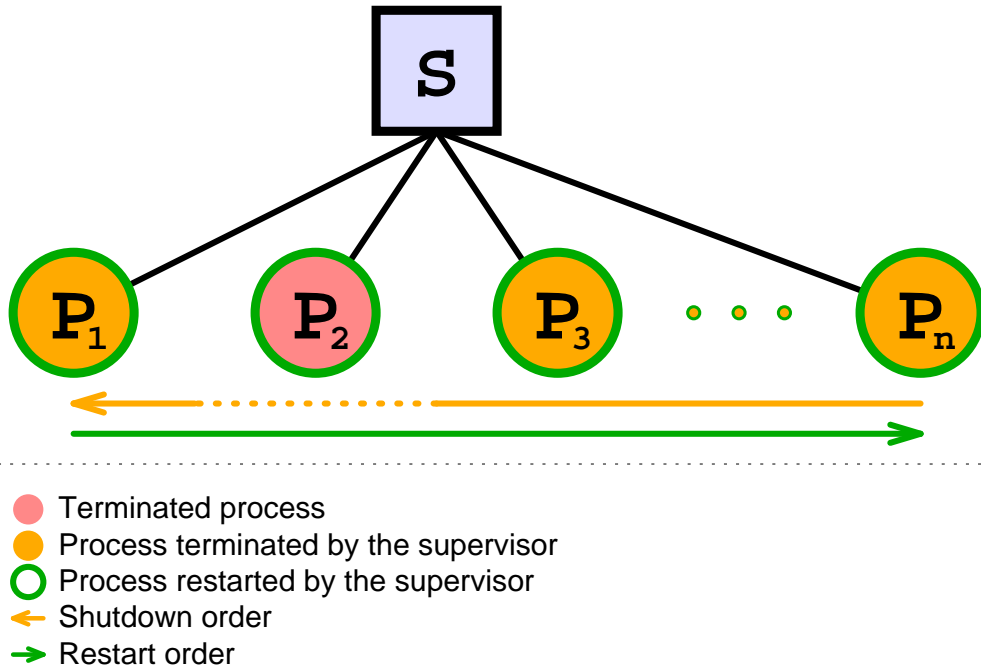 S
P1 P2 P3 Pn
Terminated process
Process terminated by the supervisor
Process restarted by the supervisor
Shutdown order
Restart order